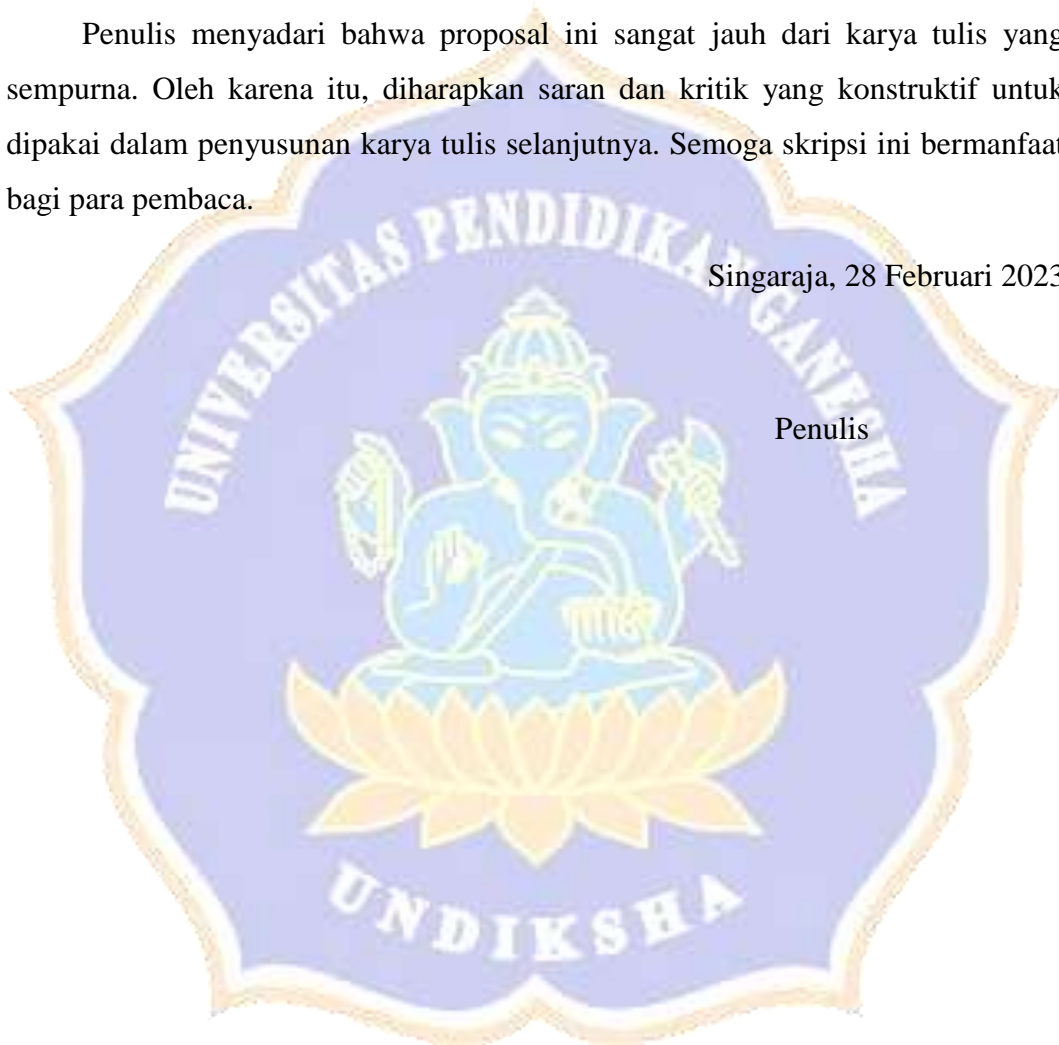 Penulis menyadari bahwa proposal ini sangat jauh dari karya tulis yang
sempurna. Oleh karena itu, diharapkan saran dan kritik yang konstruktif untuk
dipakai dalam penyusunan karya tulis selanjutnya. Semoga skripsi ini bermanfaat
bagi para pembaca.
Singaraja, 28 Februari 2023
Penulis
UNIVERSITAS PENDIDIKAN GANESHA
UNDIKSHA